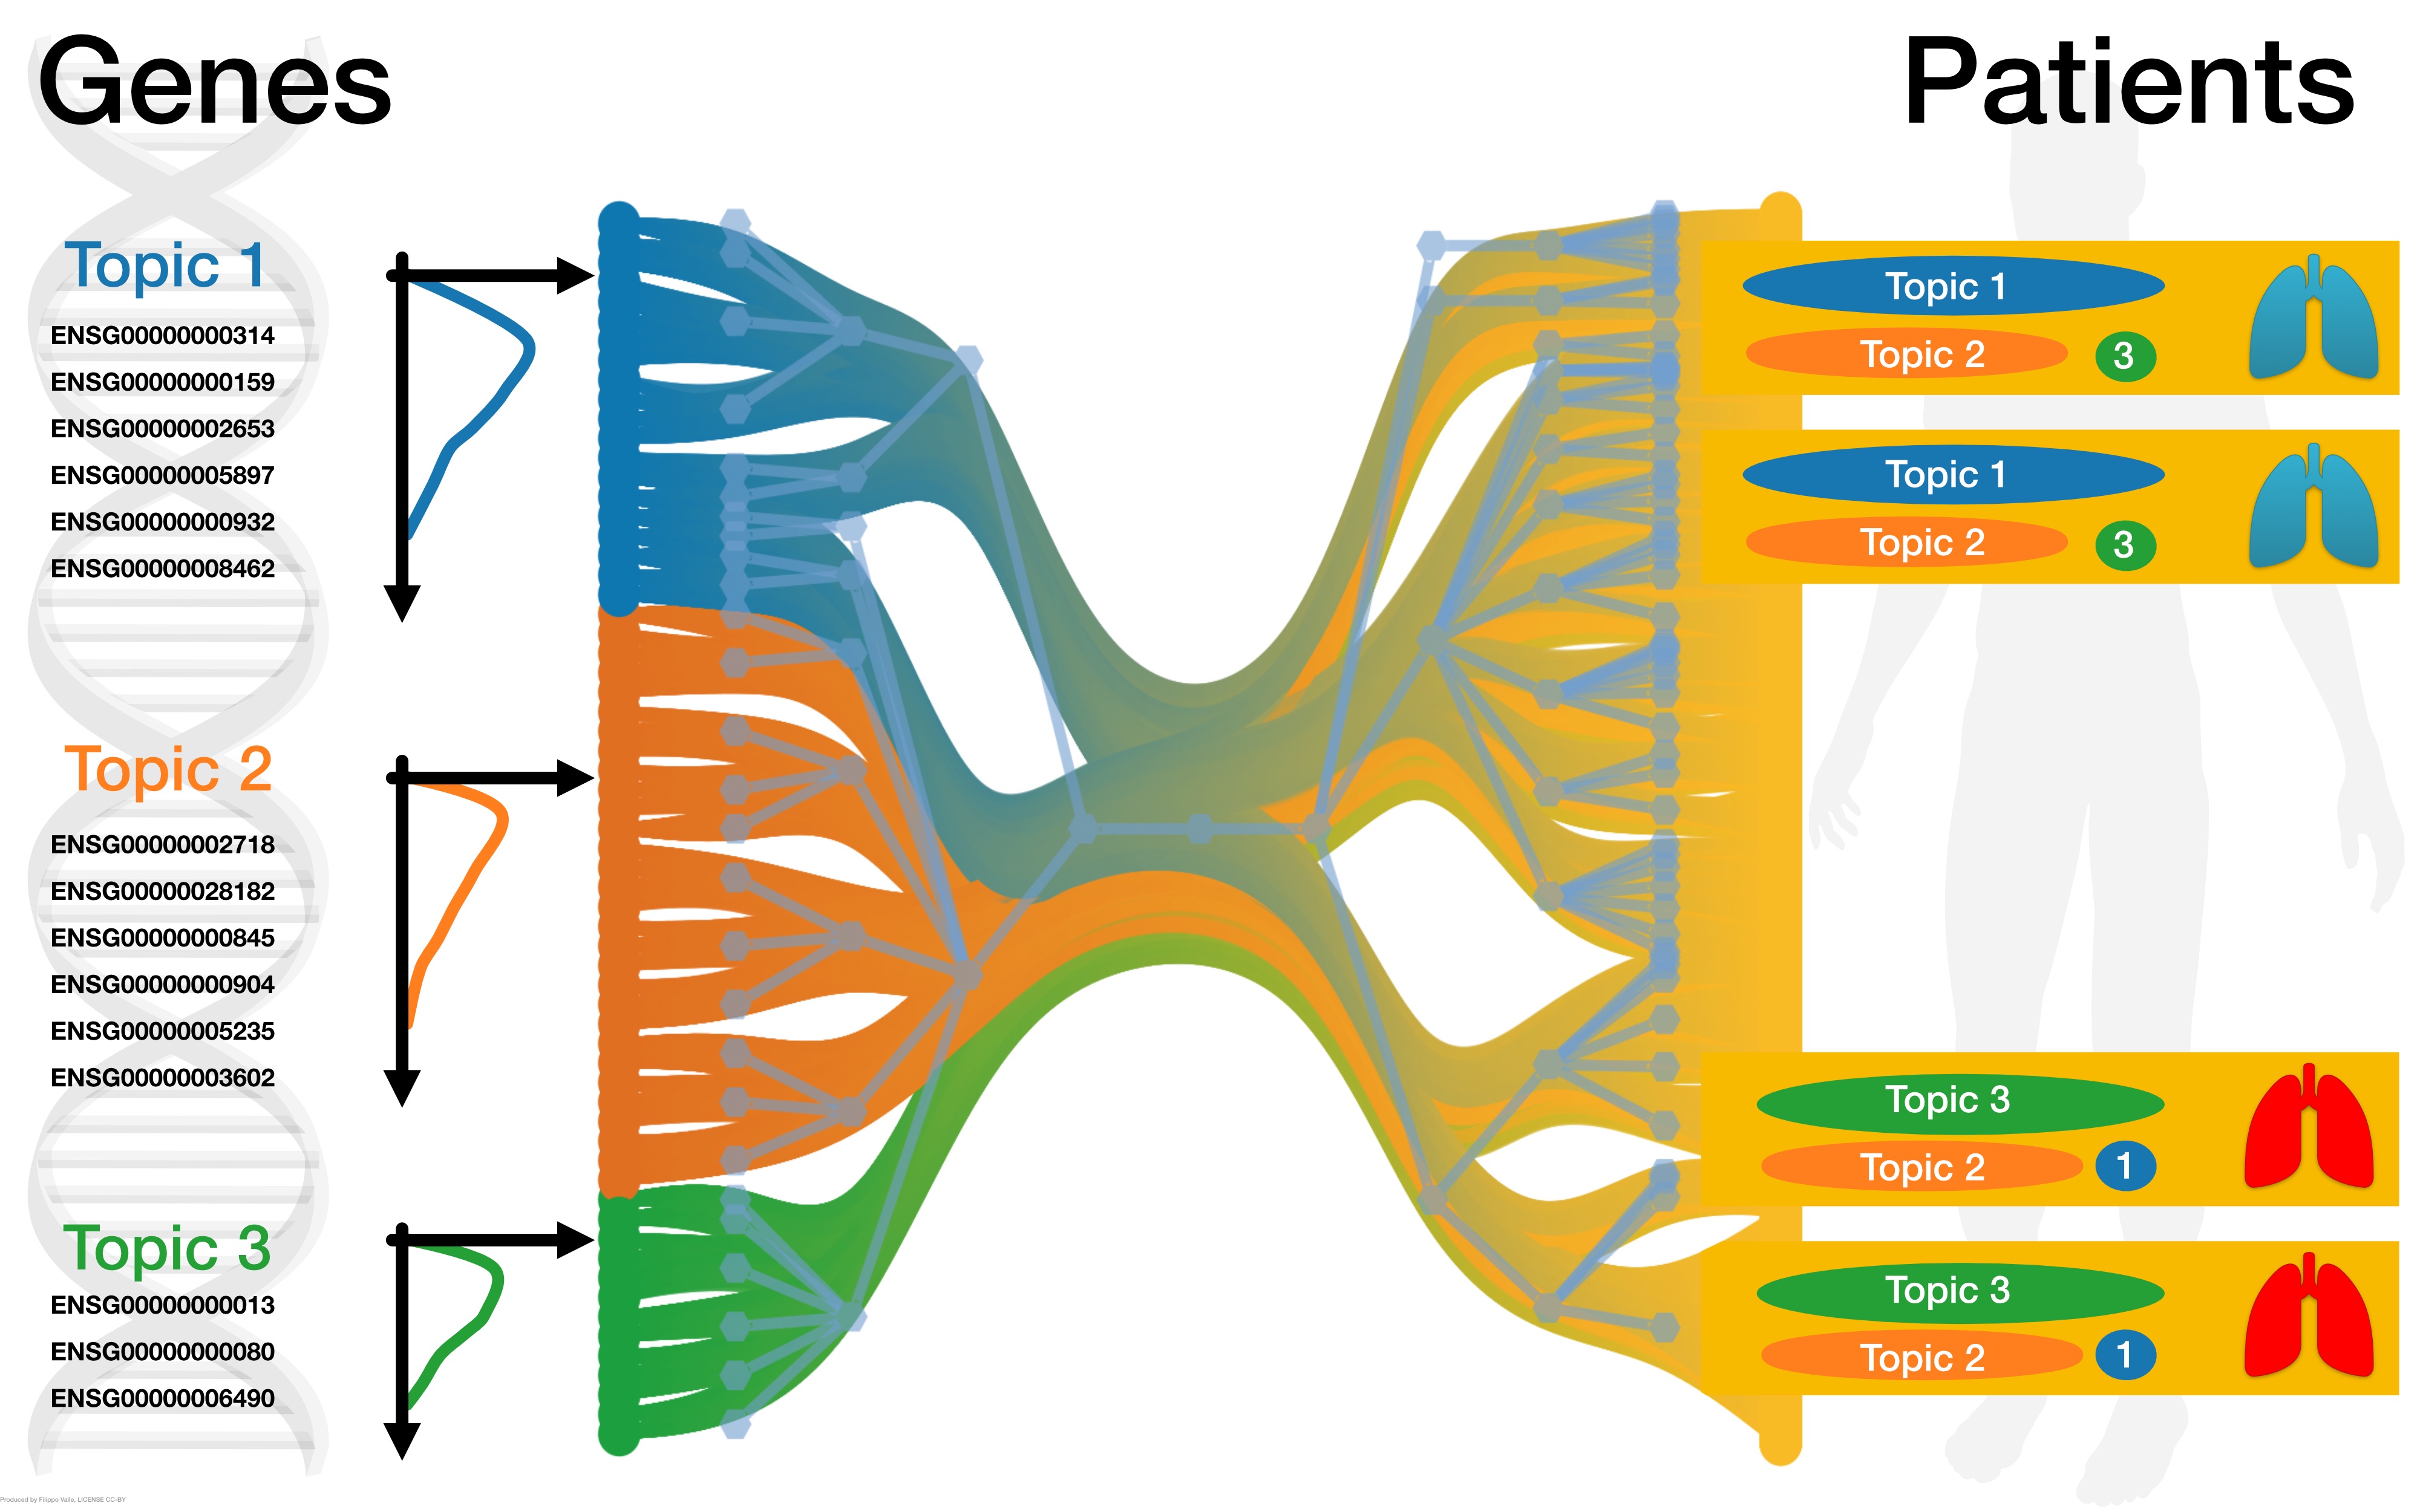 Genes
Patients
Topic 1
ENSG00000000314
ENSG00000000159
ENSG00000002653
ENSG00000005897
ENSG00000000932
ENSG00000008462
Topic 2
ENSG00000002718
ENSG00000028182
ENSG00000000845
ENSG00000000904
ENSG00000005235
ENSG00000003602
Topic 3
ENSG00000000013
ENSG00000000080
ENSG00000006490
Topic 1
Topic 2 3
Topic 1
Topic 2 3
Topic 3
Topic 2 1
Topic 3
Topic 2 1
Produced by Filippo Valle, LICENSE CC-BY